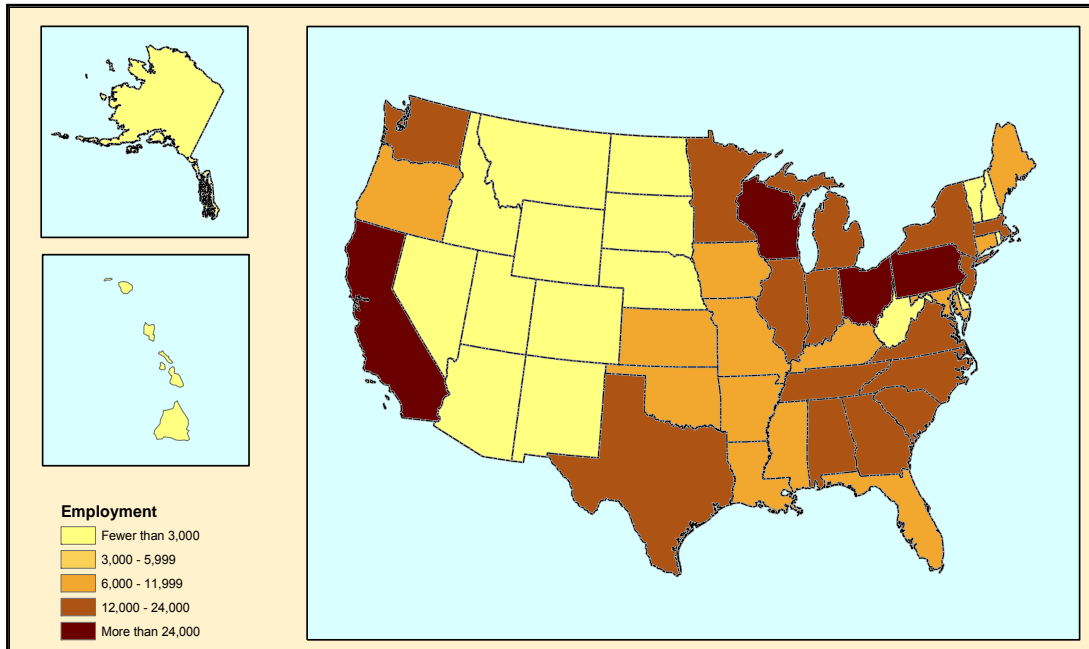 Employment
Fewer than 3,000
3,000 - 5,999
6,000 - 11,999
12,000 - 24,000
More than 24,000